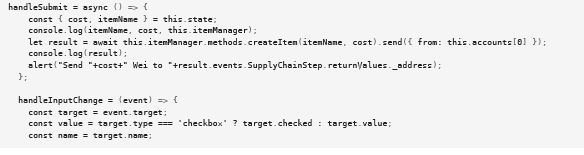 handleSubmit = async () => {
const { cost, itemName } = this.state;
console.log(itemName, cost, this.itemManager);
let result = await this.itemManager.methods.createItem(itemName, cost).send({ from: this.accounts[0] });
console.log(result);
alert("Send "+cost+" Wei to "+result.events.SupplyChainStep.returnValues._address);
};
handleInputChange = (event) => {
const target = event.target;
const value = target.type === 'checkbox' ? target.checked : target.value;
const name = target.name;